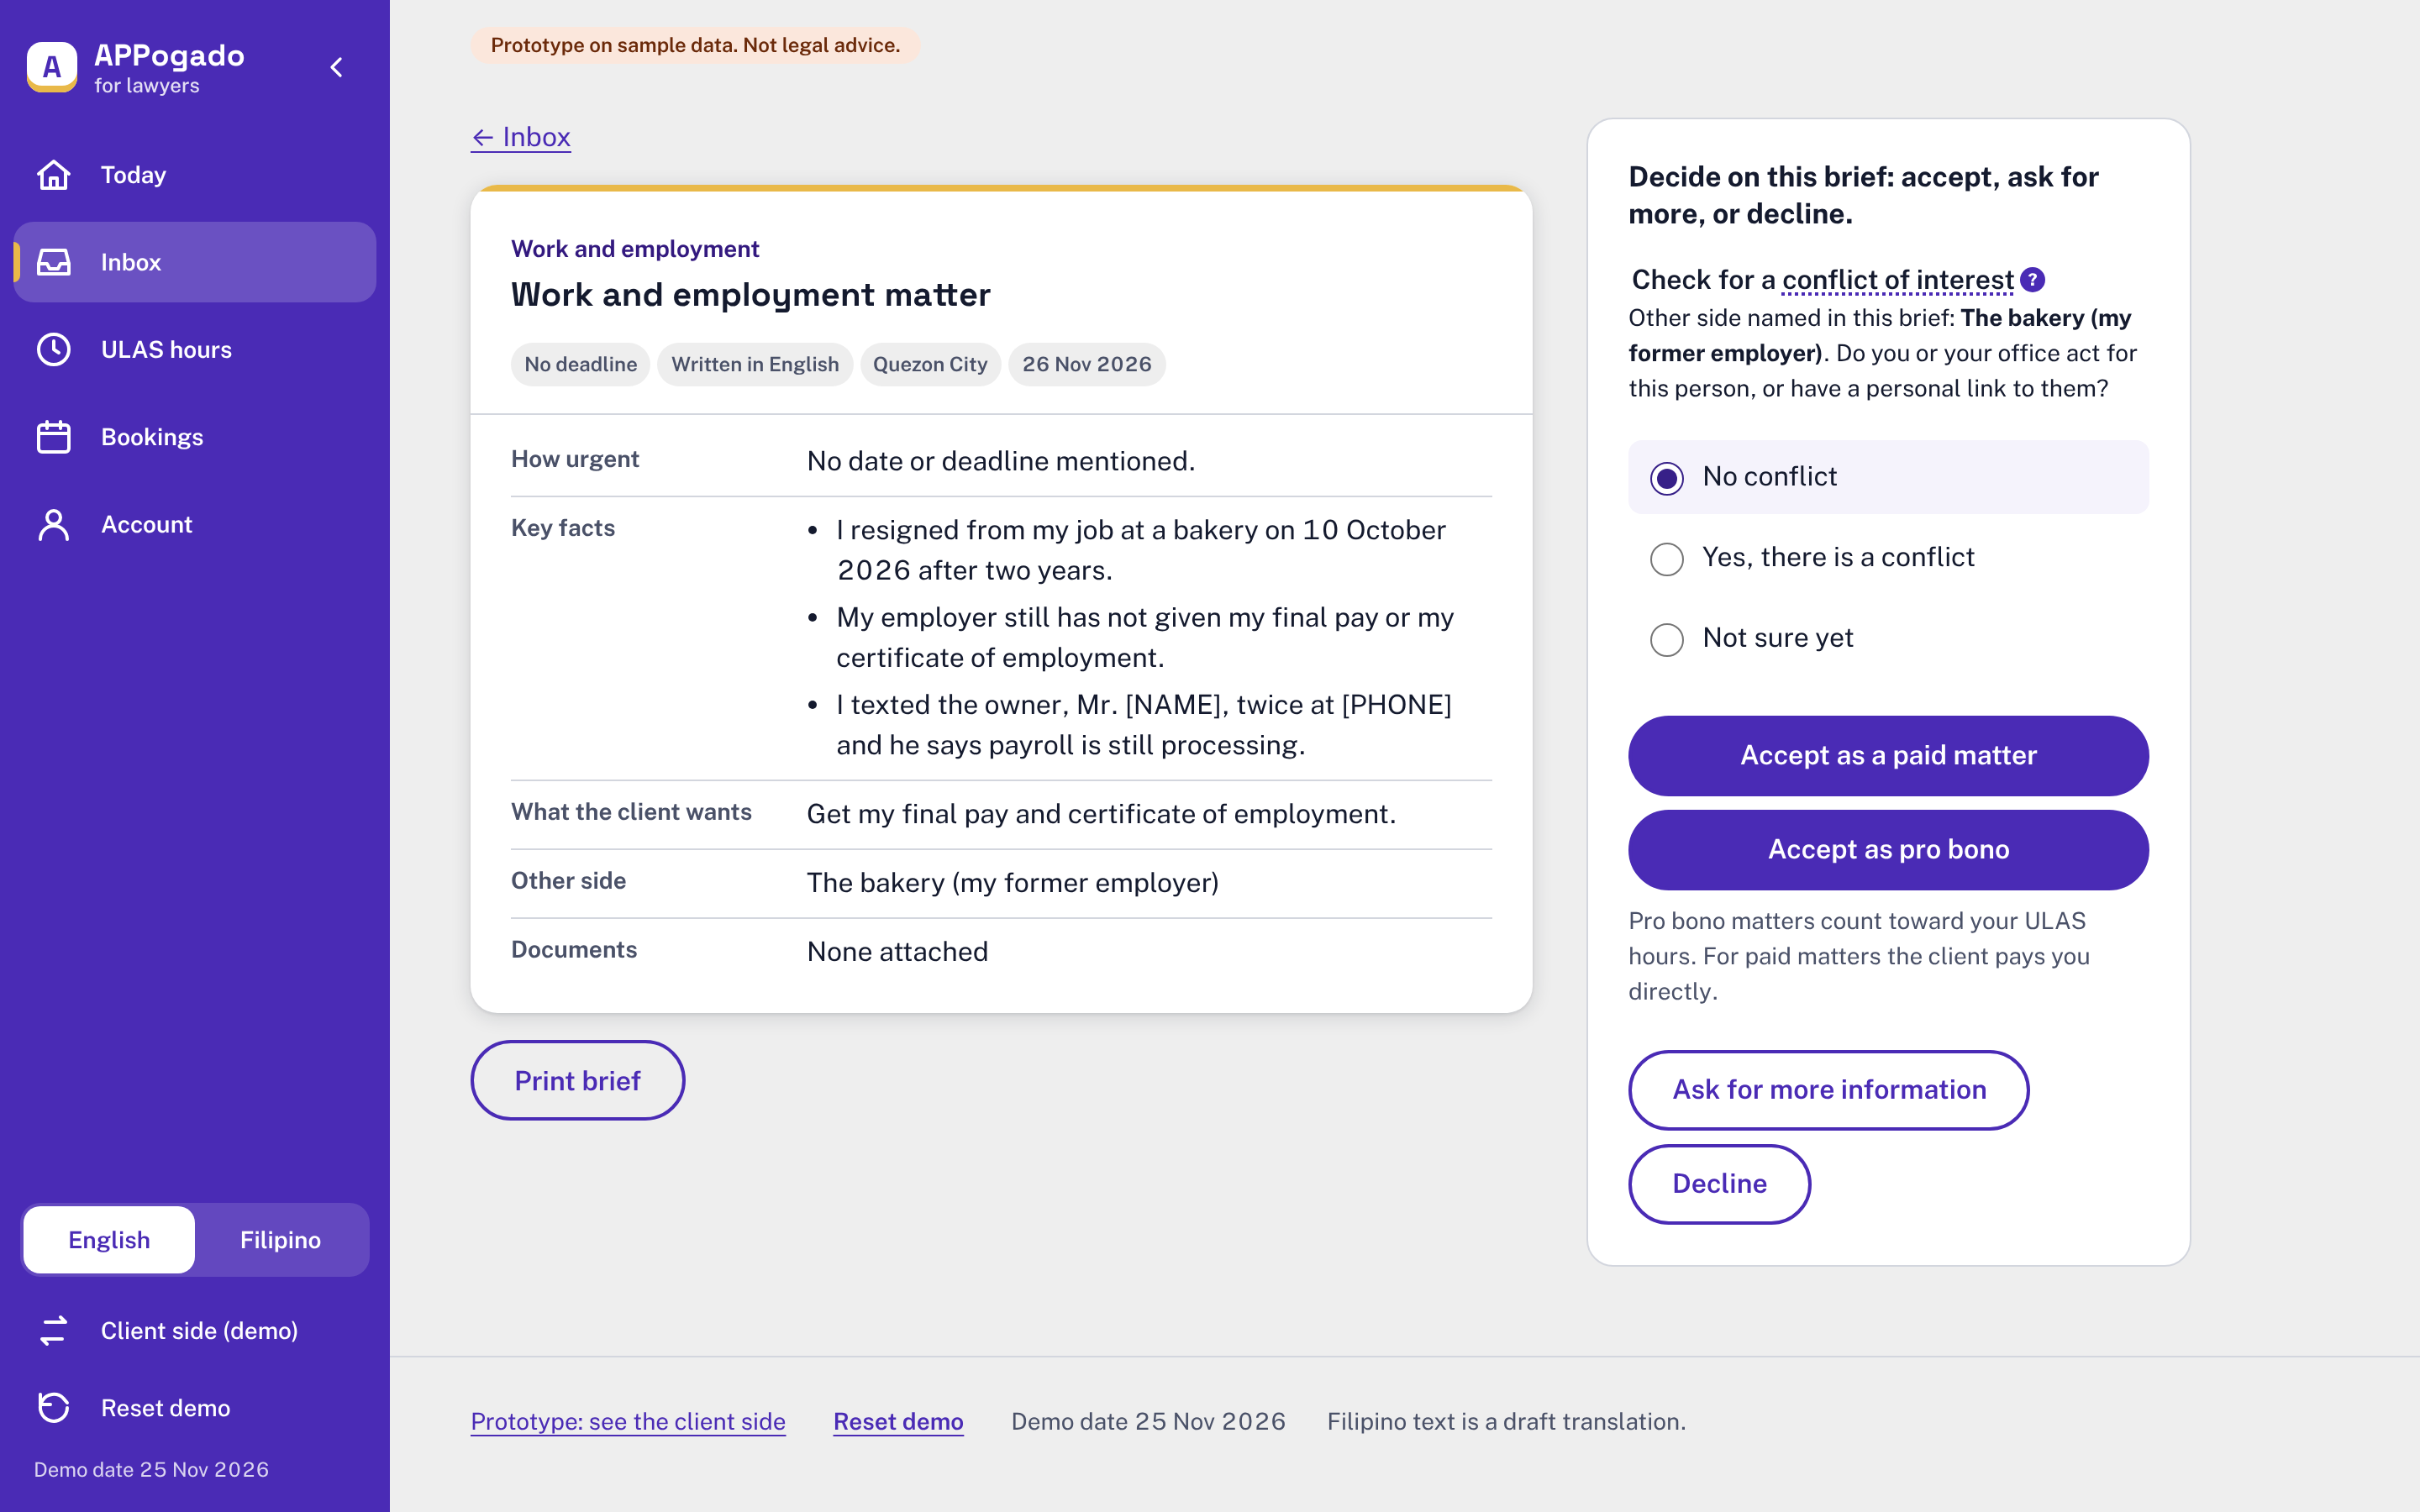 A
APPogado
for lawyers
Today
Inbox
ULAS hours
Bookings
Account
English
Filipino
Client side (demo)
Reset demo
Demo date 25 Nov 2026
Prototype on sample data. Not legal advice.
← Inbox
Work and employment
Work and employment matter
No deadline
Written in English
Quezon City
26 Nov 2026
How urgent
No date or deadline mentioned.
Key facts
• I resigned from my job at a bakery on 10 October
2026 after two years.
• My employer still has not given my final pay or my
certificate of employment.
• I texted the owner, Mr. [NAME], twice at [PHONE]
and he says payroll is still processing.
What the client wants
Get my final pay and certificate of employment.
Other side
The bakery (my former employer)
Documents
None attached
Print brief
Decide on this brief: accept, ask for
more, or decline.
Check for a conflict of interest ?
Other side named in this brief: The bakery (my
former employer). Do you or your office act for
this person, or have a personal link to them?
No conflict
Yes, there is a conflict
Not sure yet
Accept as a paid matter
Accept as pro bono
Pro bono matters count toward your ULAS
hours. For paid matters the client pays you
directly.
Ask for more information
Decline
Prototype: see the client side
Reset demo
Demo date 25 Nov 2026
Filipino text is a draft translation.